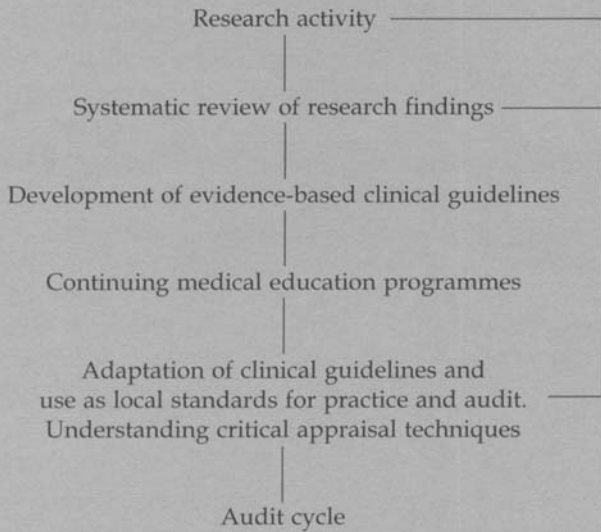 Research activity
Systematic review of research findings
Development of evidence-based clinical guidelines
Continuing medical education programmes
Adaptation of clinical guidelines and
use as local standards for practice and audit.
Understanding critical appraisal techniques
Audit cycle